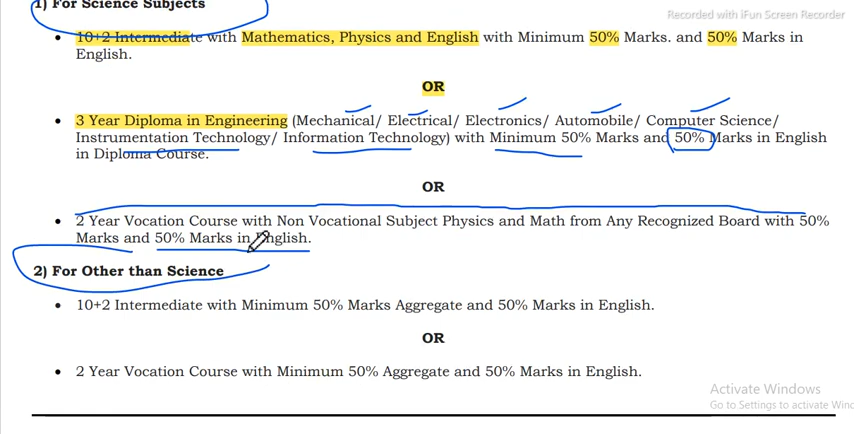 1) For Science Subjects
Recorded with iFun Screen Recorder
• 10+2 Intermediate with Mathematics, Physics and English with Minimum 50% Marks. and 50% Marks in
English.
OR
• 3 Year Diploma in Engineering (Mechanical/ Electrical/ Electronics/ Automobile/ Computer Science/
Instrumentation Technology/ Information Technology) with Minimum 50% Marks and 50% Marks in English
in Diploma Course.
OR
• 2 Year Vocation Course with Non Vocational Subject Physics and Math from Any Recognized Board with 50%
Marks and 50% Marks in English.
2) For Other than Science
• 10+2 Intermediate with Minimum 50% Marks Aggregate and 50% Marks in English.
OR
• 2 Year Vocation Course with Minimum 50% Aggregate and 50% Marks in English.
Activate Windows
Go to Settings to activate Winc